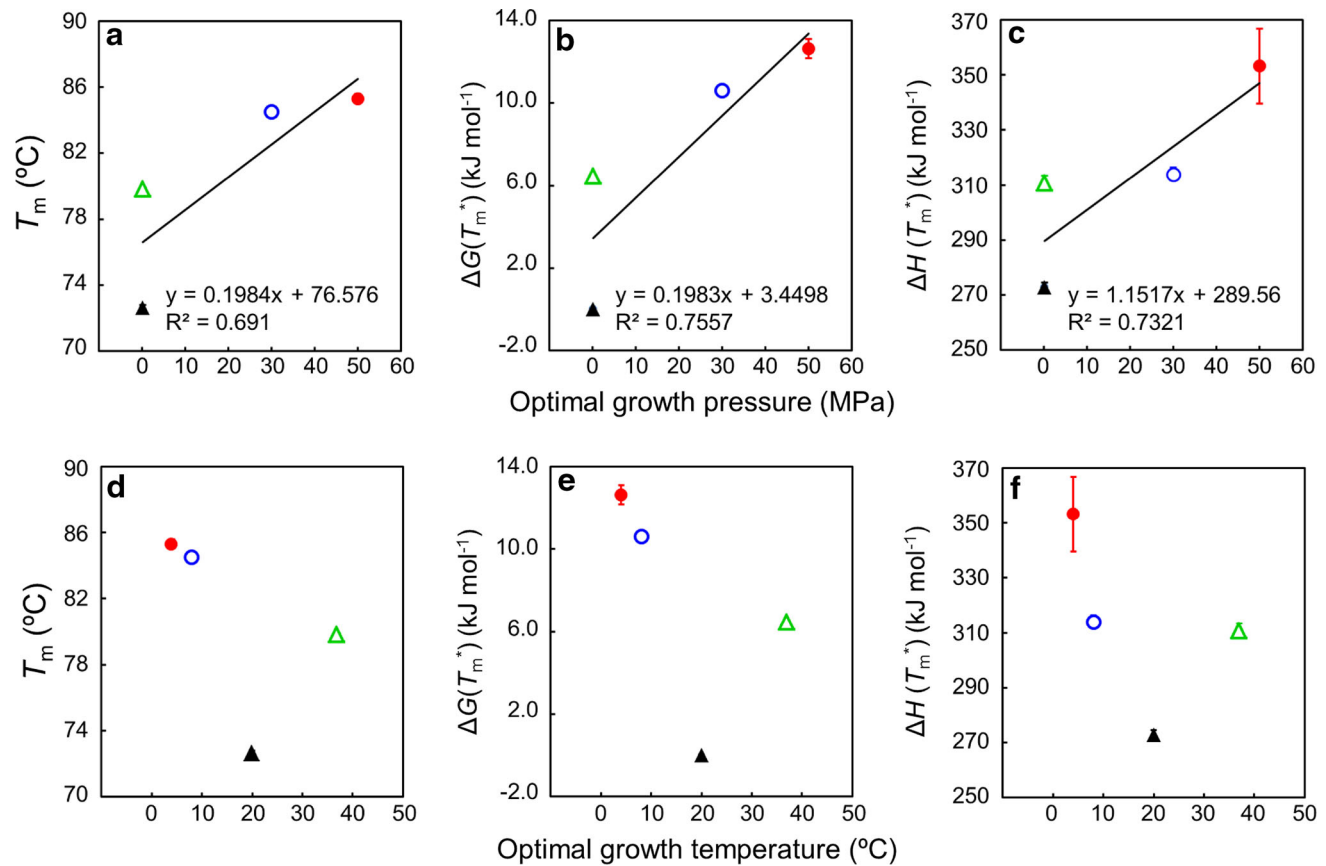 a
90
86
82
78
74
70
Tm (ºC)
y = 0.1984x + 76.576
R² = 0.691
0 10 20 30 40 50 60
b
14.0
10.0
6.0
2.0
-2.0
ΔG(Tm*) (kJ mol-1)
y = 0.1983x + 3.4498
R² = 0.7557
0 10 20 30 40 50 60
c
370
350
330
310
290
270
250
ΔH (Tm*) (kJ mol-1)
y = 1.1517x + 289.56
R² = 0.7321
0 10 20 30 40 50 60
Optimal growth pressure (MPa)
d
90
86
82
78
74
70
Tm (ºC)
0 10 20 30 40 50
e
14.0
10.0
6.0
2.0
-2.0
ΔG(Tm*) (kJ mol-1)
0 10 20 30 40 50
f
370
350
330
310
290
270
250
ΔH (Tm*) (kJ mol-1)
0 10 20 30 40 50
Optimal growth temperature (ºC)